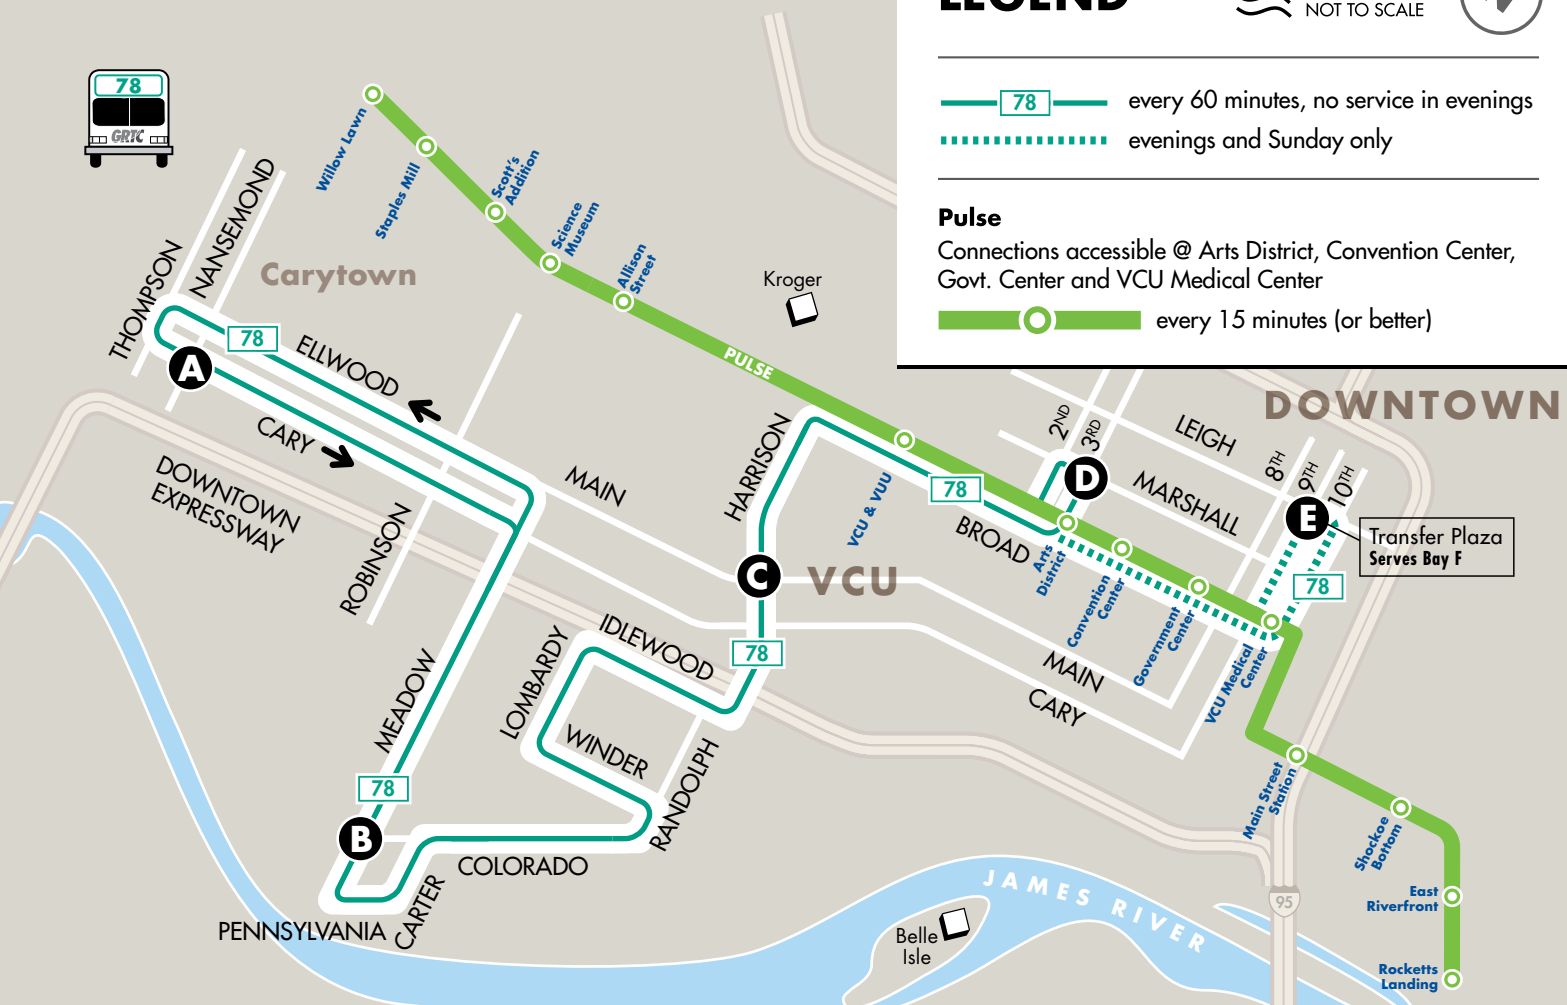 LEGEND
NOT TO SCALE
78
every 60 minutes, no service in evenings
evenings and Sunday only
Pulse
Connections accessible @ Arts District, Convention Center,
Govt. Center and VCU Medical Center
every 15 minutes (or better)
78
GRTC
Willow Lawn
Staples Mill
Scott's
Addition
Science
Museum
Allison
Street
Kroger
PULSE
NANSEMOND
THOMPSON
Carytown
78
A
ELLWOOD
CARY
DOWNTOWN
EXPRESSWAY
ROBINSON
MAIN
HARRISON
VCU & VUU
78
BROAD
2ND
3RD
D
LEIGH
MARSHALL
DOWNTOWN
8TH
9TH
10TH
E
Transfer Plaza
Serves Bay F
78
Arts
District
Convention
Center
Government
Center
VCU Medical
Center
C
VCU
78
MAIN
CARY
IDLEWOOD
LOMBARDY
WINDER
RANDOLPH
MEADOW
78
B
COLORADO
CARTER
PENNSYLVANIA
Main Street
Station
Shockoe
Bottom
East
Riverfront
Rocketts
Landing
95
JAMES RIVER
Belle
Isle